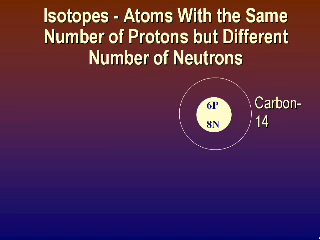 Isotopes - Atoms With the Same
Number of Protons but Different
Number of Neutrons
6P
8N
Carbon-
14